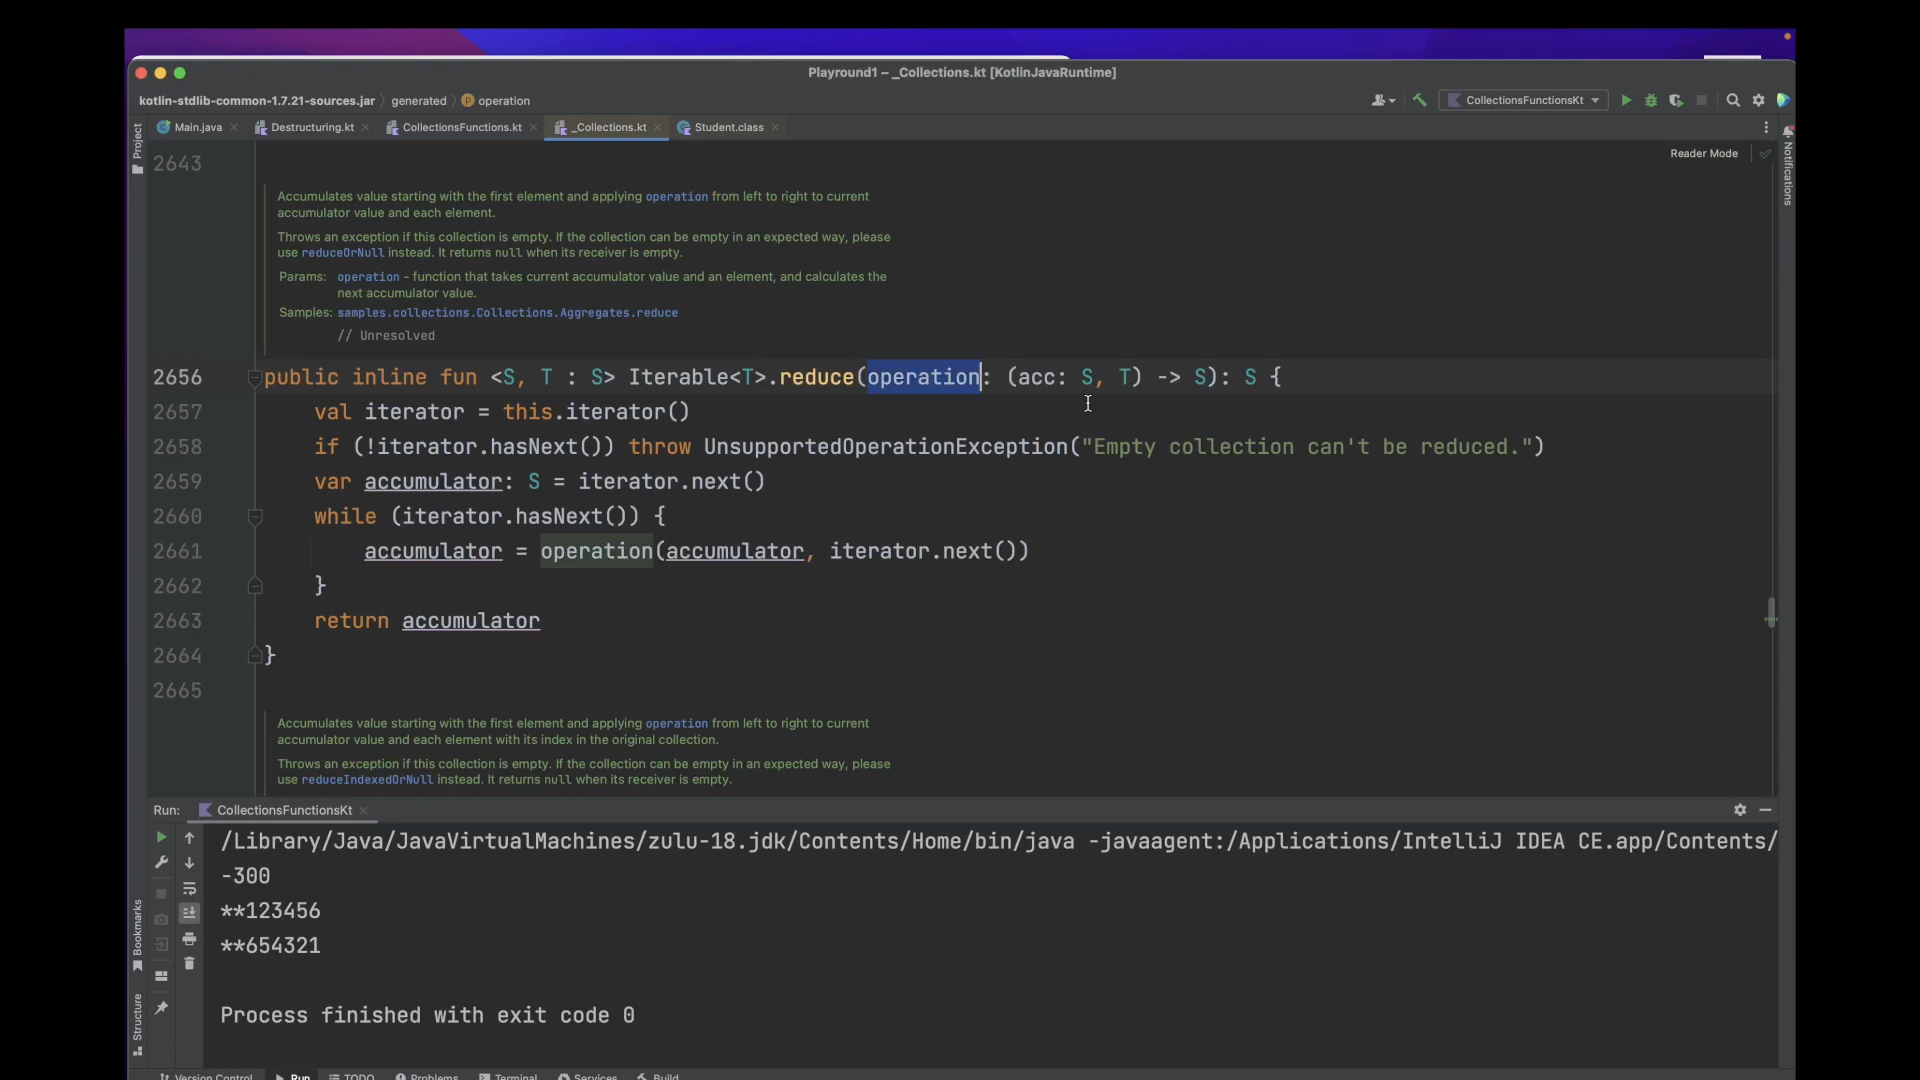 Playround1 – _Collections.kt [KotlinJavaRuntime]
kotlin-stdlib-common-1.7.21-sources.jar generated operation
CollectionsFunctionsKt
Main.java Destructuring.kt CollectionsFunctions.kt _Collections.kt Student.class
Project
Notifications
Reader Mode
2643
Accumulates value starting with the first element and applying operation from left to right to current
accumulator value and each element.
Throws an exception if this collection is empty. If the collection can be empty in an expected way, please
use reduceOrNull instead. It returns null when its receiver is empty.
Params: operation - function that takes current accumulator value and an element, and calculates the
next accumulator value.
Samples: samples.collections.Collections.Aggregates.reduce
// Unresolved
2656 public inline fun <S, T : S> Iterable<T>.reduce(operation: (acc: S, T) -> S): S {
2657 val iterator = this.iterator()
2658 if (!iterator.hasNext()) throw UnsupportedOperationException("Empty collection can't be reduced.")
2659 var accumulator: S = iterator.next()
2660 while (iterator.hasNext()) {
2661 accumulator = operation(accumulator, iterator.next())
2662 }
2663 return accumulator
2664 }
2665
Accumulates value starting with the first element and applying operation from left to right to current
accumulator value and each element with its index in the original collection.
Throws an exception if this collection is empty. If the collection can be empty in an expected way, please
use reduceIndexedOrNull instead. It returns null when its receiver is empty.
Run: CollectionsFunctionsKt
/Library/Java/JavaVirtualMachines/zulu-18.jdk/Contents/Home/bin/java -javaagent:/Applications/IntelliJ IDEA CE.app/Contents/
-300
**123456
**654321
Process finished with exit code 0
Bookmarks
Structure
Version Control Run TODO Problems Terminal Services Build